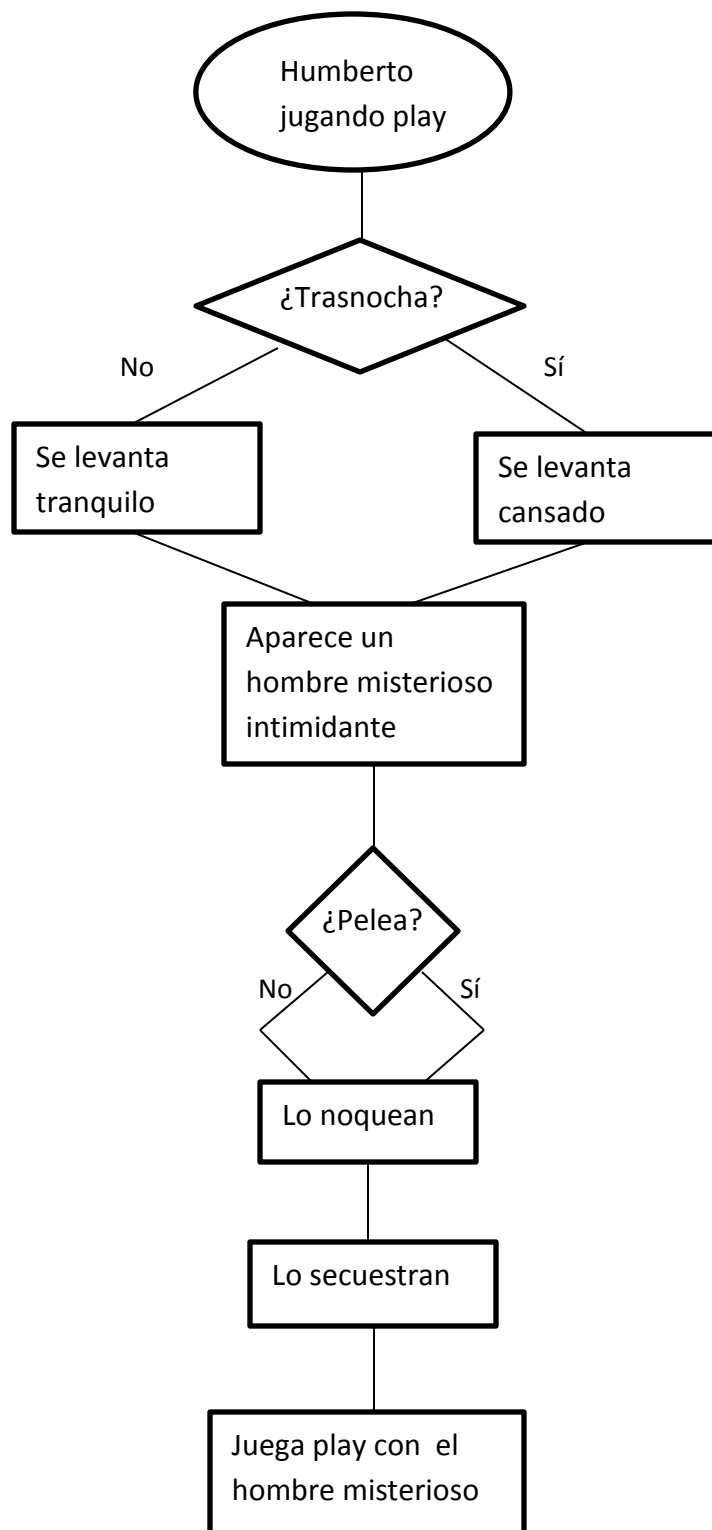 Humberto
jugando play
¿Trasnocha?
No
Sí
Se levanta
tranquilo
Se levanta
cansado
Aparece un
hombre misterioso
intimidante
¿Pelea?
No
Sí
Lo noquean
Lo secuestran
Juega play con  el
hombre misterioso